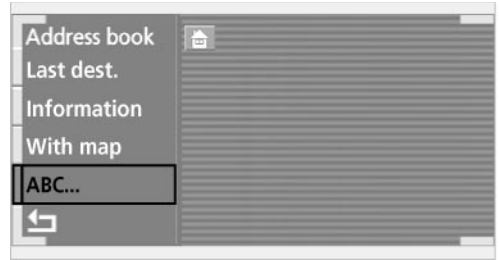 Address book
Last dest.
Information
With map
ABC...